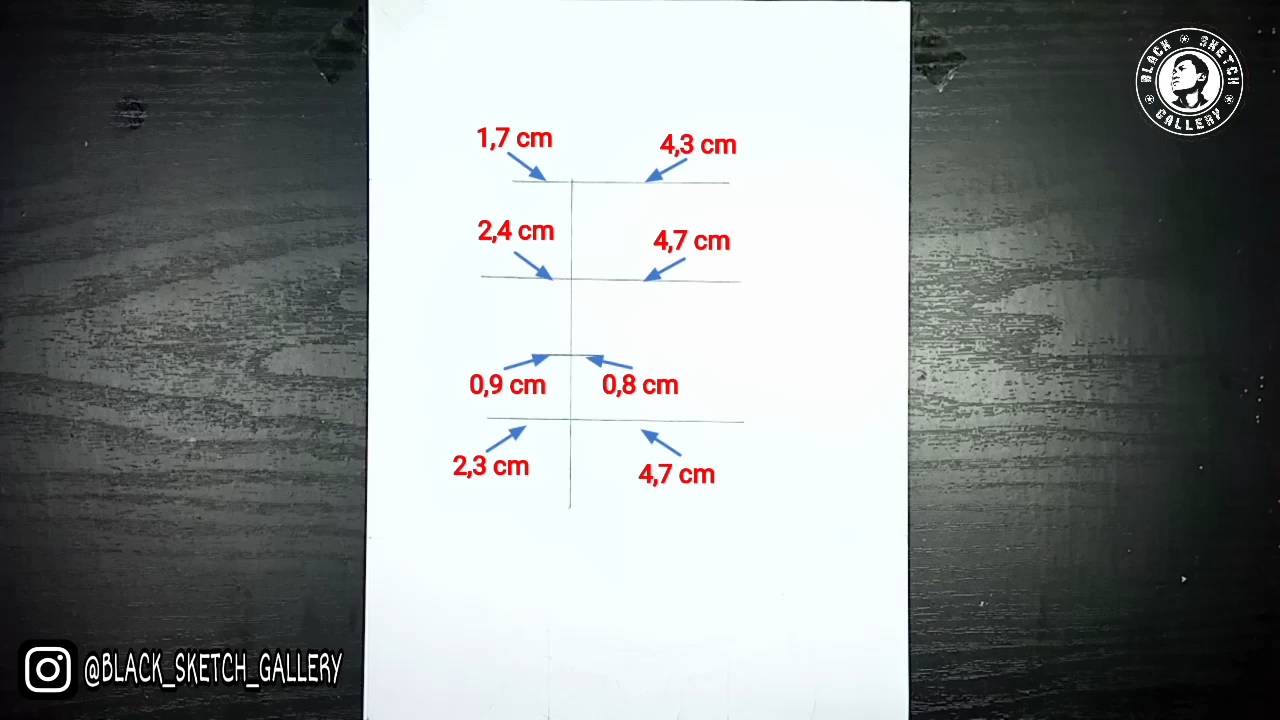 BLACK SKETCH
GALLERY
1,7 cm
4,3 cm
2,4 cm
4,7 cm
0,9 cm
0,8 cm
2,3 cm
4,7 cm
@BLACK_SKETCH_GALLERY